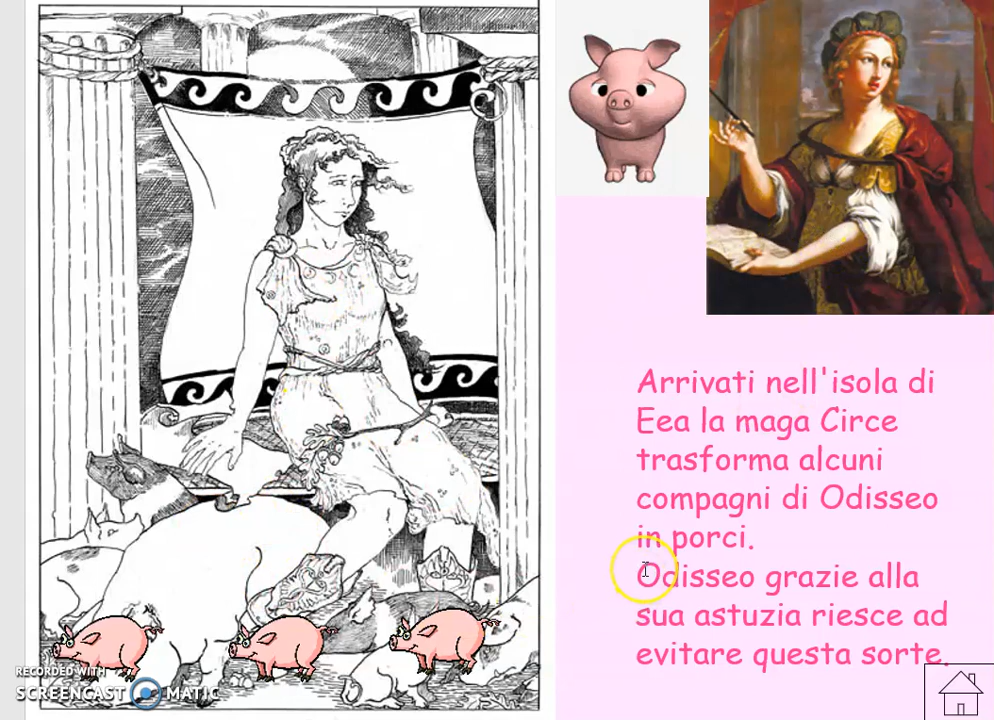 Arrivati nell'isola di
Eea la maga Circe
trasforma alcuni
compagni di Odisseo
in porci.
Odisseo grazie alla
sua astuzia riesce ad
evitare questa sorte.
RECORDED WITH
SCREENCAST MATIC